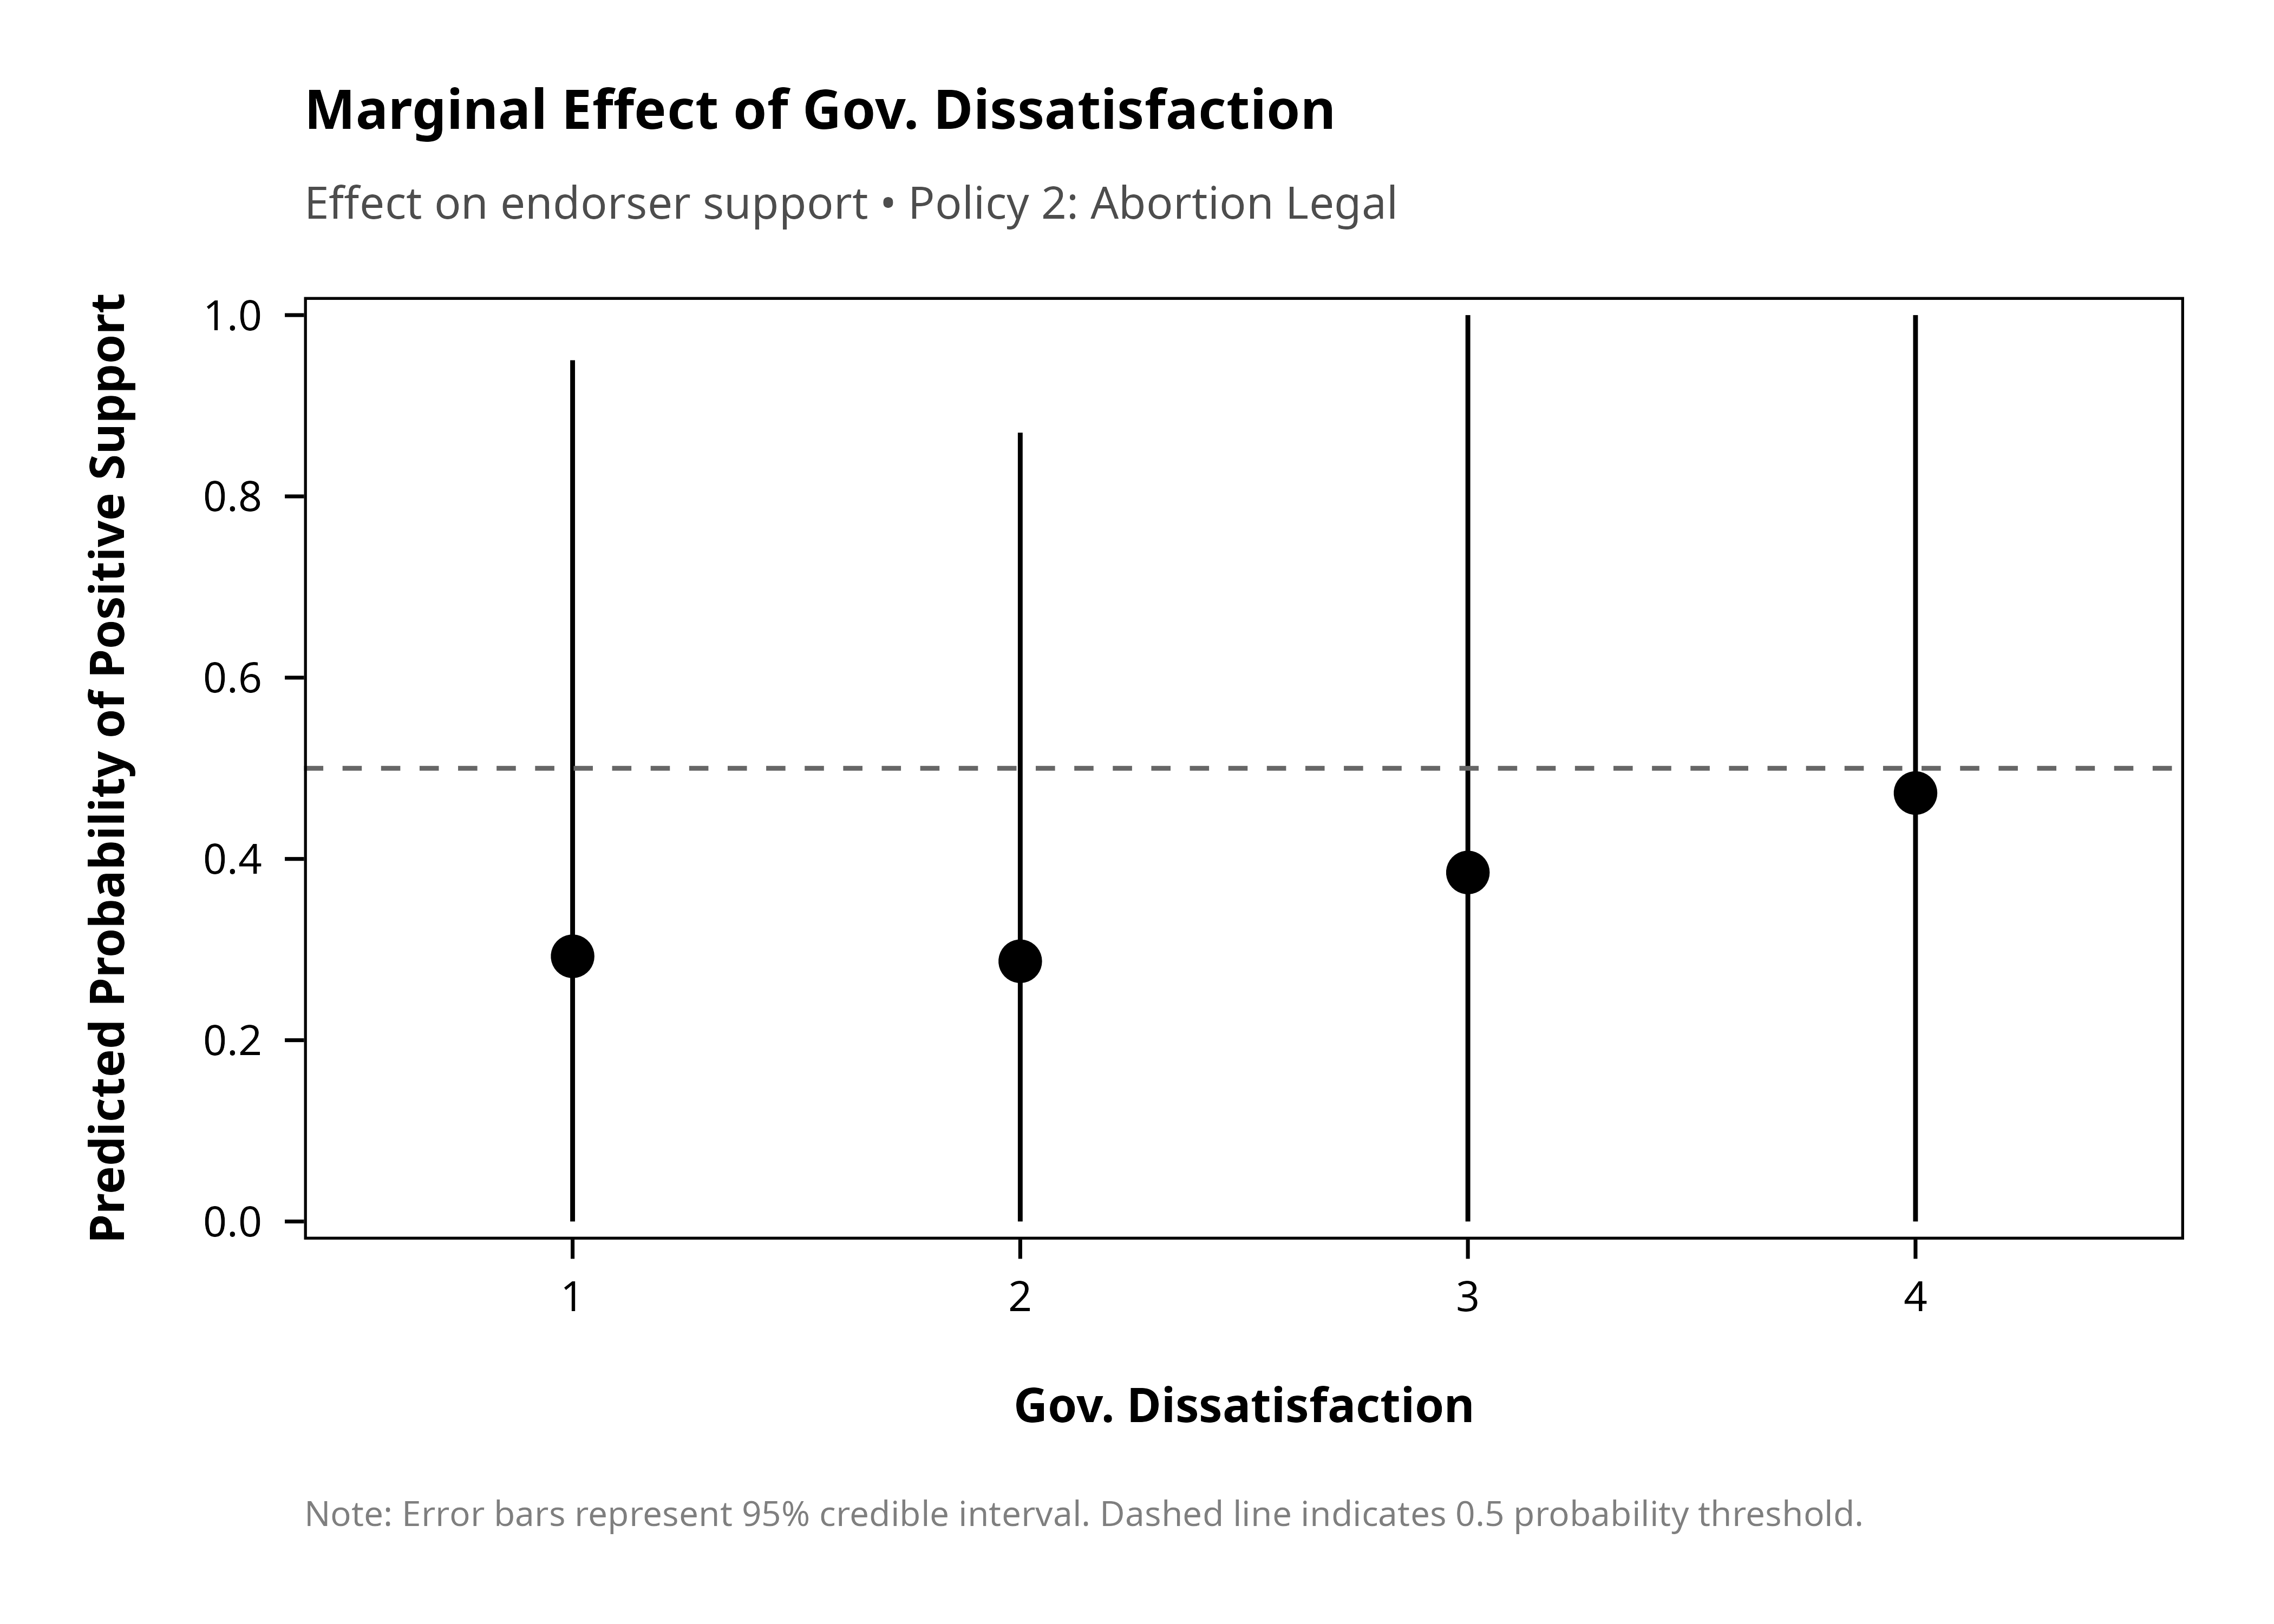 Marginal Effect of Gov. Dissatisfaction
Effect on endorser support • Policy 2: Abortion Legal
Predicted Probability of Positive Support
1.0
0.8
0.6
0.4
0.2
0.0
1 2 3 4
Gov. Dissatisfaction
Note: Error bars represent 95% credible interval. Dashed line indicates 0.5 probability threshold.